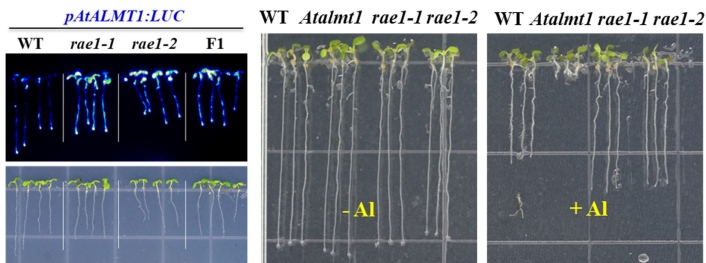 pAtALMT1:LUC
WT rae1-1 rae1-2 F1
WT Atalmt1 rae1-1 rae1-2
- Al
WT Atalmt1 rae1-1 rae1-2
+ Al